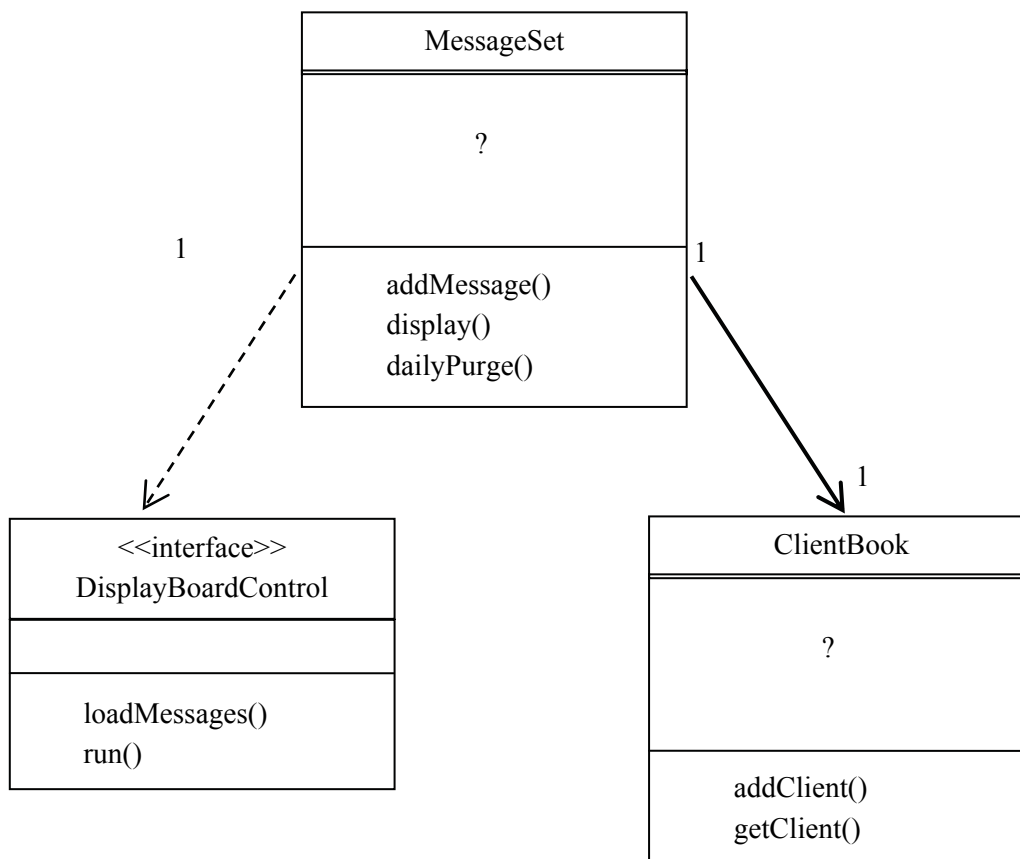 MessageSet
?
1
1
addMessage()
display()
dailyPurge()
1
<<interface>>
DisplayBoardControl
loadMessages()
run()
ClientBook
?
addClient()
getClient()